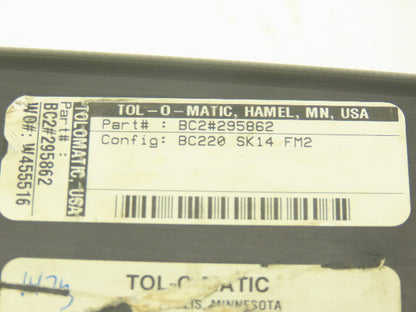 TOL-O-MATIC, HAMEL, MN, USA
Part# : BC2#295862
Config: BC220 SK14 FM2
TOLOMATIC-USA
Part# :
BC2#295862
WO#: W455516
TOL-O-MATIC
MINNESOTA